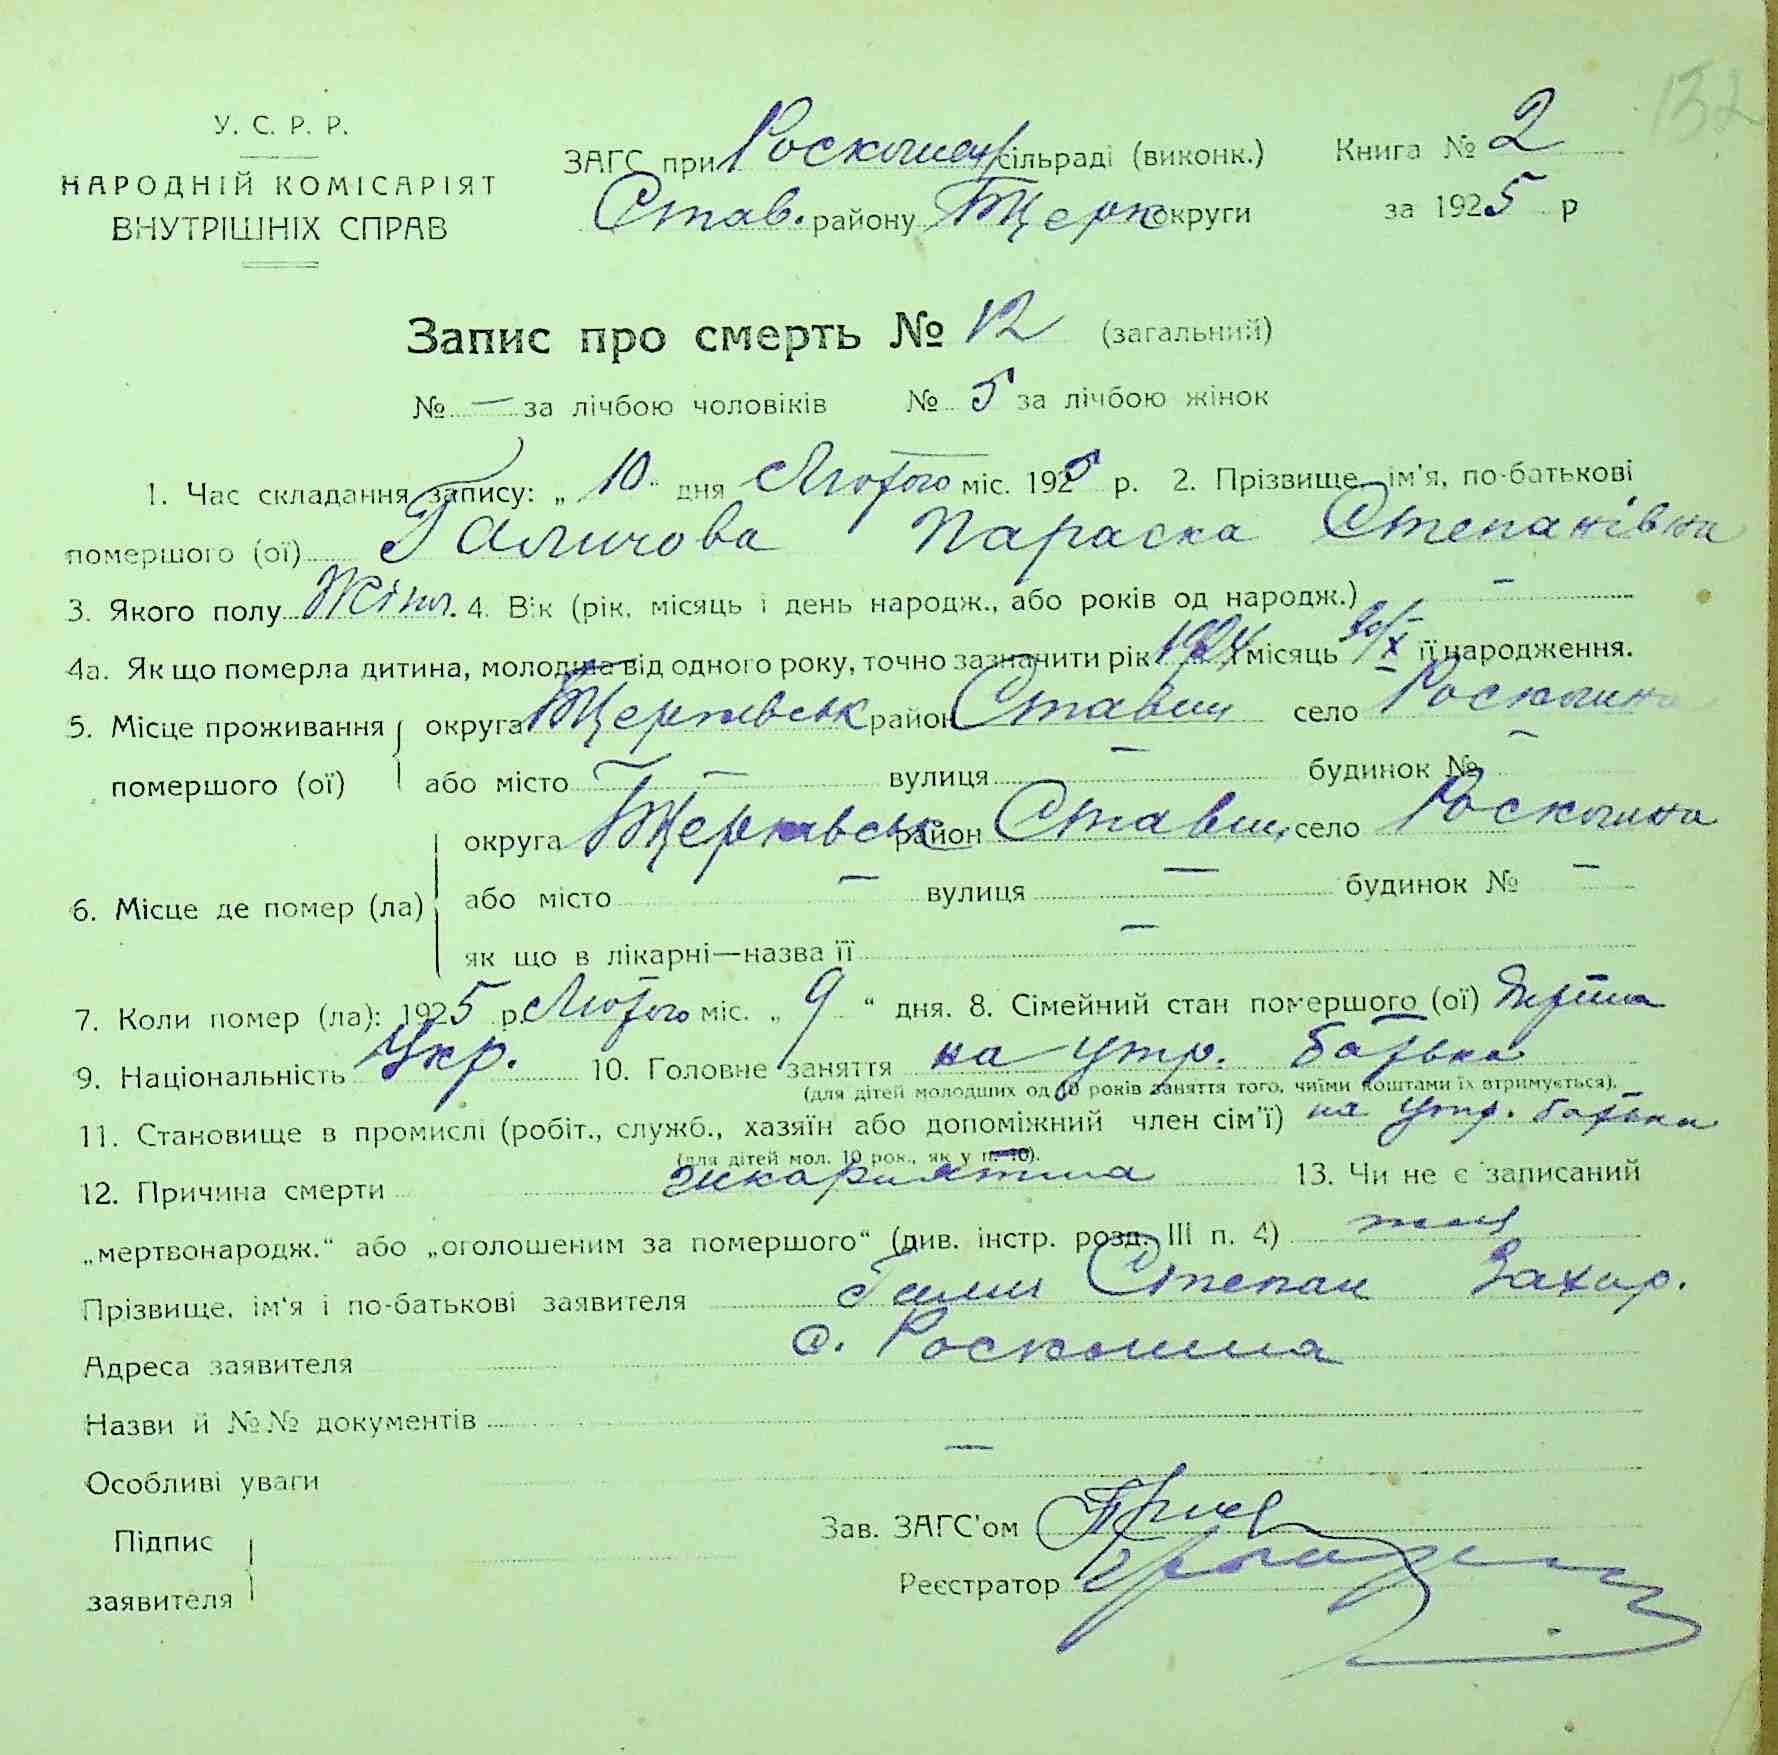 132
У. С. Р. Р.
НАРОДНІЙ КОМІСАРІЯТ
ВНУТРІШНІХ СПРАВ
ЗАГС при Роскошен сільраді (виконк.) Книга № 2
Став. району Тщерк округи за 1925 р
Запис про смерть № 12 (загальний)
№ — за лічбою чоловіків № 5 за лічбою жінок
1. Час складання запису: „ 10 " дня Лютого міс. 1925 р. 2. Прізвище, ім'я, по-батькові
помершого (ої) Галичова Параска Степанівна
3. Якого полу Жіноч. 4. Вік (рік, місяць і день народж., або років од народж.) —
4а. Як що померла дитина, молодша від одного року, точно зазначити рік 1924 і місяць 20/X її народження.
5. Місце проживання округа район Ставищ село Роскошна
помершого (ої) або місто — вулиця — будинок № —
округа район Ставищ село Роскошна
6. Місце де помер (ла) або місто — вулиця — будинок № —
як що в лікарні—назва її —
7. Коли помер (ла): 1925 р. Лютого міс. „ 9 " дня. 8. Сімейний стан помершого (ої)
9. Національність Укр. 10. Головне заняття на утр. батька
(для дітей молодших од 10 років заняття того, чиїми коштами їх втримується).
11. Становище в промислі (робіт., служб., хазяїн або допоміжний член сім'ї) на утр. батька
(для дітей мол. 10 рок., як у п. 10).
12. Причина смерти шкарлятина 13. Чи не є записаний
„мертвонародж." або „оголошеним за помершого" (див. інстр. розд. III п. 4)
Прізвище, ім'я і по-батькові заявителя Галич Степан Захар.
Адреса заявителя с. Роскошна
Назви й №№ документів
Особливі уваги —
Підпис
заявителя
Зав. ЗАГС'ом
Реєстратор